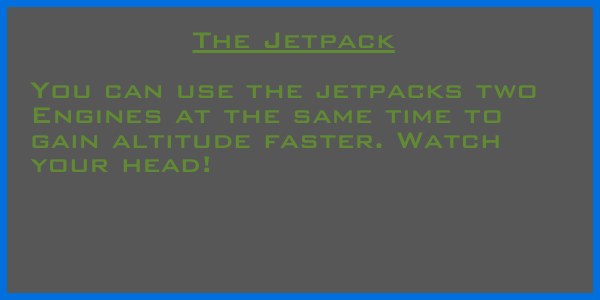 The Jetpack
You can use the jetpacks two
Engines at the same time to
gain altitude faster. Watch
your head!